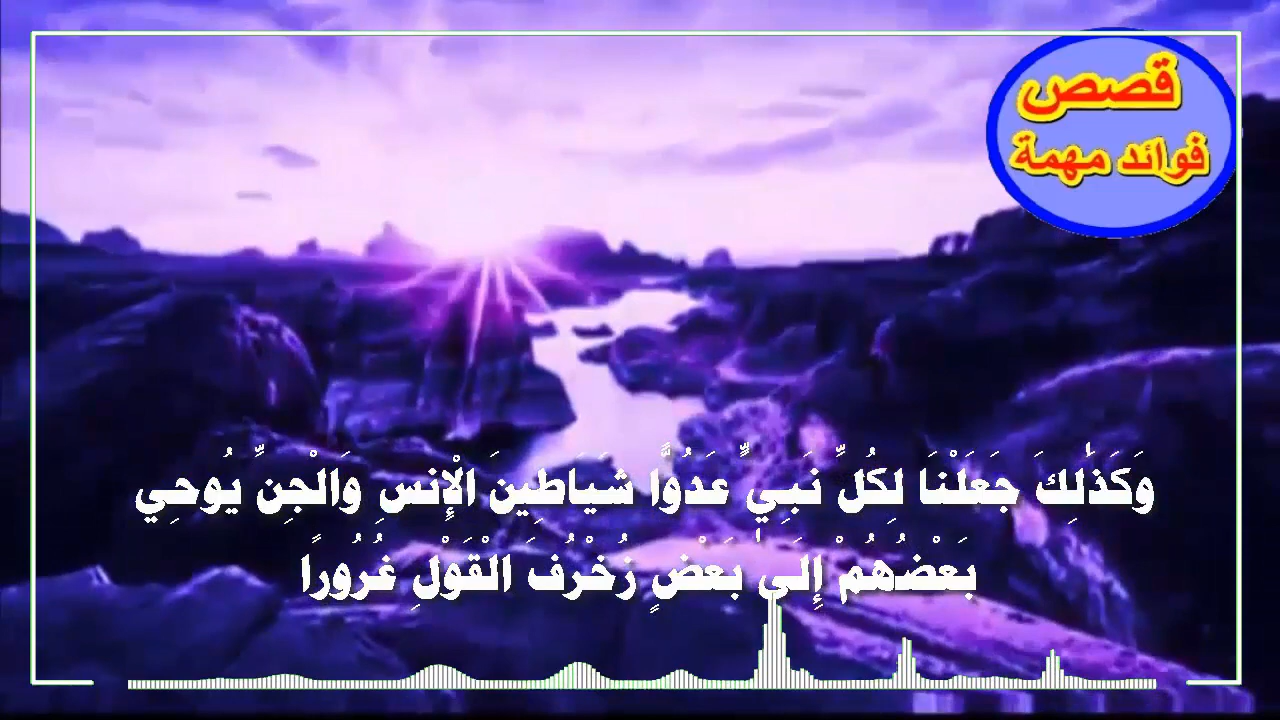 قصص
فوائد مهمة
وَكَذَٰلِكَ جَعَلْنَا لِكُلِّ نَبِيٍّ عَدُوًّا شَيَاطِينَ الْإِنسِ وَالْجِنِّ يُوحِي
بَعْضُهُمْ إِلَىٰ بَعْضٍ زُخْرُفَ الْقَوْلِ غُرُورًا